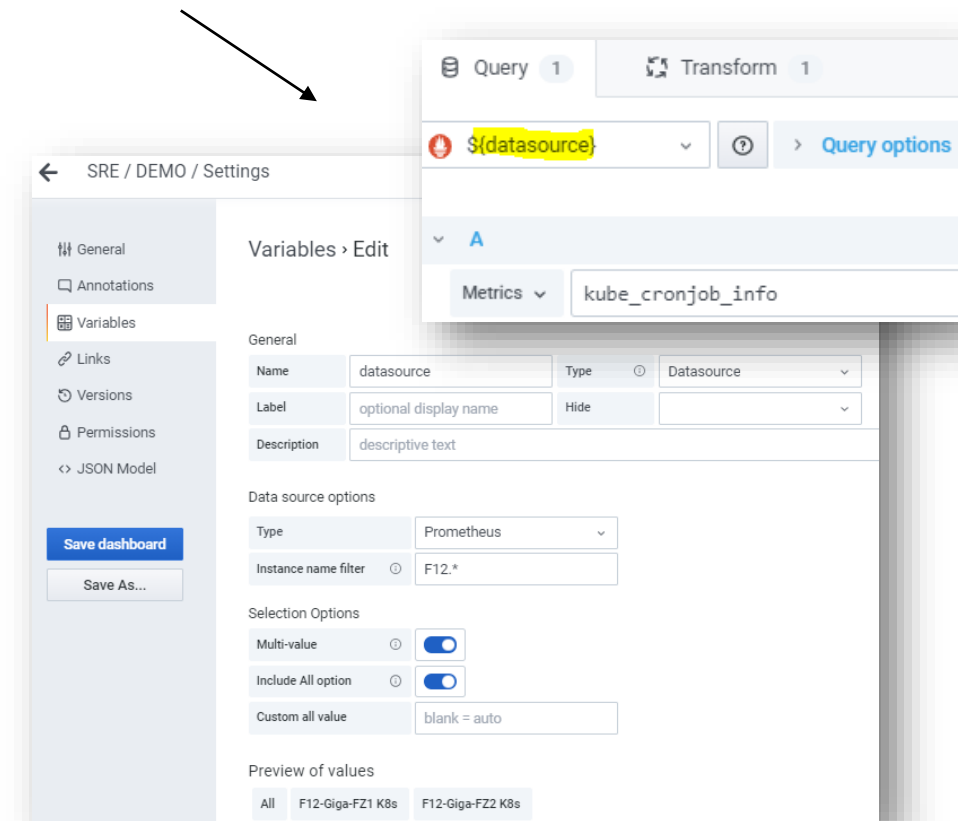 Query 1 Transform 1
${datasource} Query options
A
Metrics kube_cronjob_info
SRE / DEMO / Settings
General
Annotations
Variables
Links
Versions
Permissions
JSON Model
Save dashboard
Save As...
Variables › Edit
General
Name datasource Type Datasource
Label optional display name Hide
Description descriptive text
Data source options
Type Prometheus
Instance name filter F12.*
Selection Options
Multi-value
Include All option
Custom all value blank = auto
Preview of values
All F12-Giga-FZ1 K8s F12-Giga-FZ2 K8s